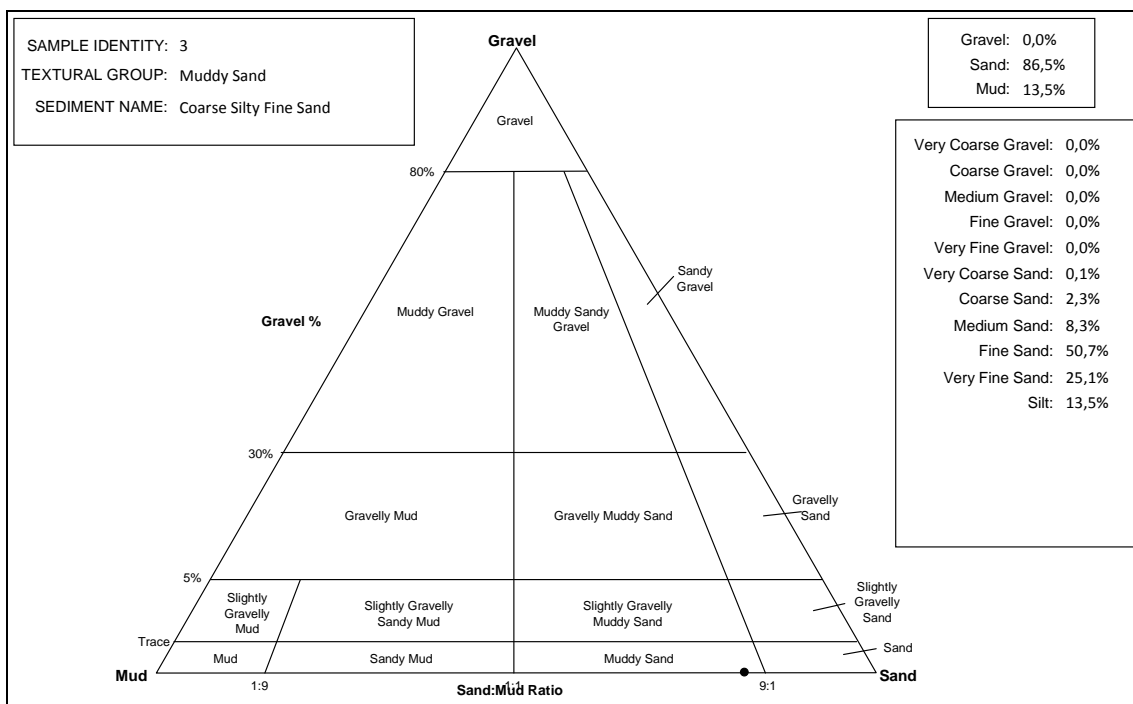 SAMPLE IDENTITY: 3
TEXTURAL GROUP: Muddy Sand
SEDIMENT NAME: Coarse Silty Fine Sand
Gravel: 0,0%
Sand: 86,5%
Mud: 13,5%
Very Coarse Gravel: 0,0%
Coarse Gravel: 0,0%
Medium Gravel: 0,0%
Fine Gravel: 0,0%
Very Fine Gravel: 0,0%
Very Coarse Sand: 0,1%
Coarse Sand: 2,3%
Medium Sand: 8,3%
Fine Sand: 50,7%
Very Fine Sand: 25,1%
Silt: 13,5%
Gravel
Gravel
80%
Sandy
Gravel
Muddy Gravel
Muddy Sandy
Gravel
Gravel %
30%
Gravelly Mud
Gravelly Muddy Sand
Gravelly
Sand
5%
Slightly
Gravelly
Mud
Slightly Gravelly
Sandy Mud
Slightly Gravelly
Muddy Sand
Slightly
Gravelly
Sand
Trace
Mud
Sandy Mud
Muddy Sand
Sand
Mud
Sand
1:9
1:1
9:1
Sand:Mud Ratio